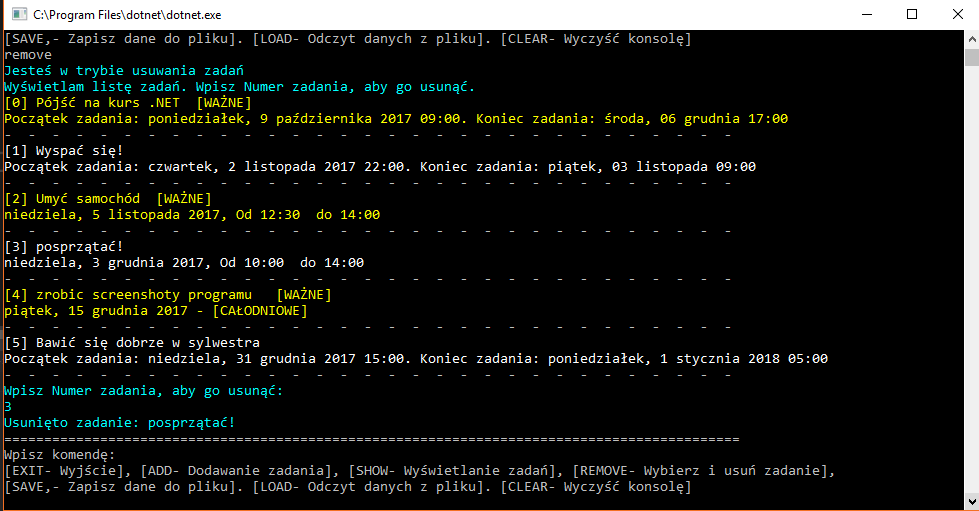 C:\Program Files\dotnet\dotnet.exe
[SAVE,- Zapisz dane do pliku]. [LOAD- Odczyt danych z pliku]. [CLEAR- Wyczyść konsolę]
remove
Jesteś w trybie usuwania zadań
Wyświetlam listę zadań. Wpisz Numer zadania, aby go usunąć.
[0] Pójść na kurs .NET  [WAŻNE]
Początek zadania: poniedziałek, 9 października 2017 09:00. Koniec zadania: środa, 06 grudnia 17:00
- - - - - - - - - - - - - - - - - - - - - - - - - - - - - - -
[1] Wyspać się!
Początek zadania: czwartek, 2 listopada 2017 22:00. Koniec zadania: piątek, 03 listopada 09:00
- - - - - - - - - - - - - - - - - - - - - - - - - - - - - - -
[2] Umyć samochód  [WAŻNE]
niedziela, 5 listopada 2017, Od 12:30  do 14:00
- - - - - - - - - - - - - - - - - - - - - - - - - - - - - - -
[3] posprzątać!
niedziela, 3 grudnia 2017, Od 10:00  do 14:00
- - - - - - - - - - - - - - - - - - - - - - - - - - - - - - -
[4] zrobic screenshoty programu   [WAŻNE]
piątek, 15 grudnia 2017 - [CAŁODNIOWE]
- - - - - - - - - - - - - - - - - - - - - - - - - - - - - - -
[5] Bawić się dobrze w sylwestra
Początek zadania: niedziela, 31 grudnia 2017 15:00. Koniec zadania: poniedziałek, 1 stycznia 2018 05:00
- - - - - - - - - - - - - - - - - - - - - - - - - - - - - - -
Wpisz Numer zadania, aby go usunąć:
3
Usunięto zadanie: posprzątać!
============================================================================================
Wpisz komendę:
[EXIT- Wyjście], [ADD- Dodawanie zadania], [SHOW- Wyświetlanie zadań], [REMOVE- Wybierz i usuń zadanie],
[SAVE,- Zapisz dane do pliku]. [LOAD- Odczyt danych z pliku]. [CLEAR- Wyczyść konsolę]